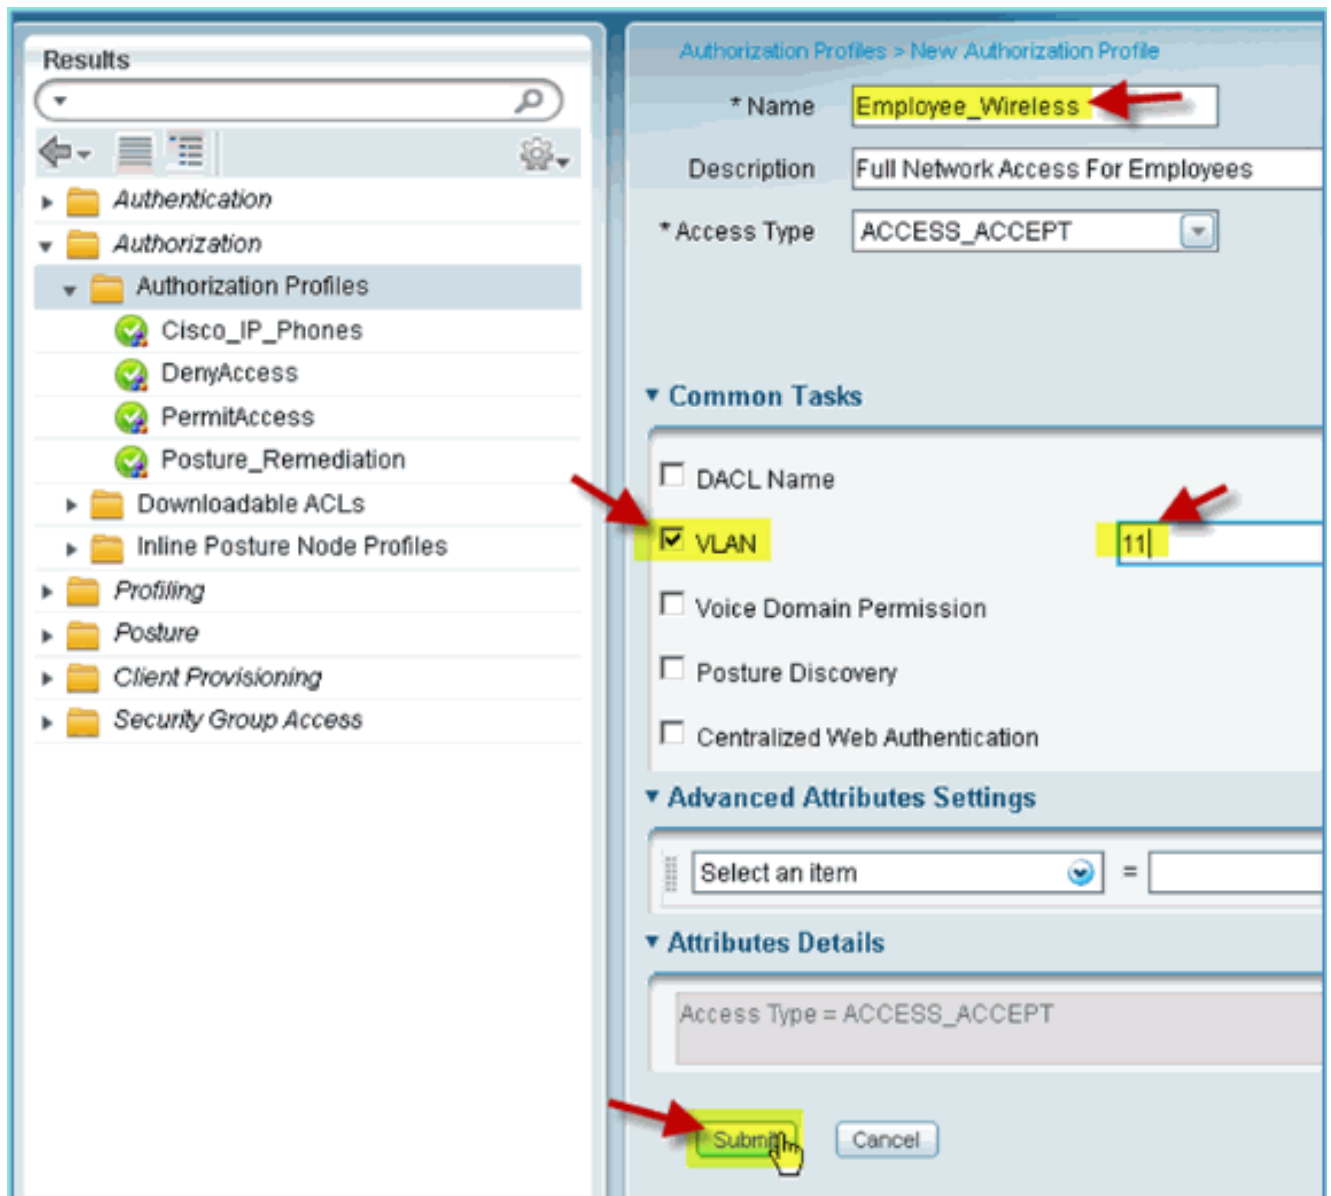 Results
Authentication
Authorization
Authorization Profiles
Cisco_IP_Phones
DenyAccess
PermitAccess
Posture_Remediation
Downloadable ACLs
Inline Posture Node Profiles
Profiling
Posture
Client Provisioning
Security Group Access
Authorization Profiles > New Authorization Profile
* Name Employee_Wireless
Description Full Network Access For Employees
* Access Type ACCESS_ACCEPT
Common Tasks
DACL Name
VLAN 11
Voice Domain Permission
Posture Discovery
Centralized Web Authentication
Advanced Attributes Settings
Select an item =
Attributes Details
Access Type = ACCESS_ACCEPT
Submit Cancel